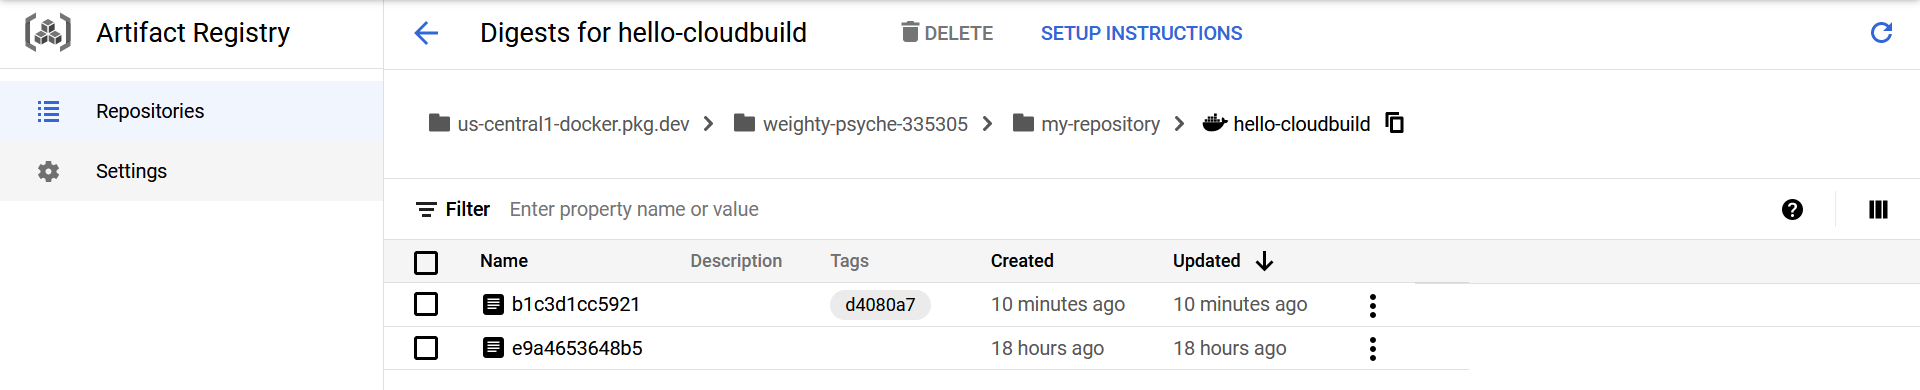 Artifact Registry
Digests for hello-cloudbuild
DELETE
SETUP INSTRUCTIONS
Repositories
Settings
us-central1-docker.pkg.dev
weighty-psyche-335305
my-repository
hello-cloudbuild
Filter Enter property name or value
Name Description Tags Created Updated
b1c3d1cc5921 d4080a7 10 minutes ago 10 minutes ago
e9a4653648b5 18 hours ago 18 hours ago